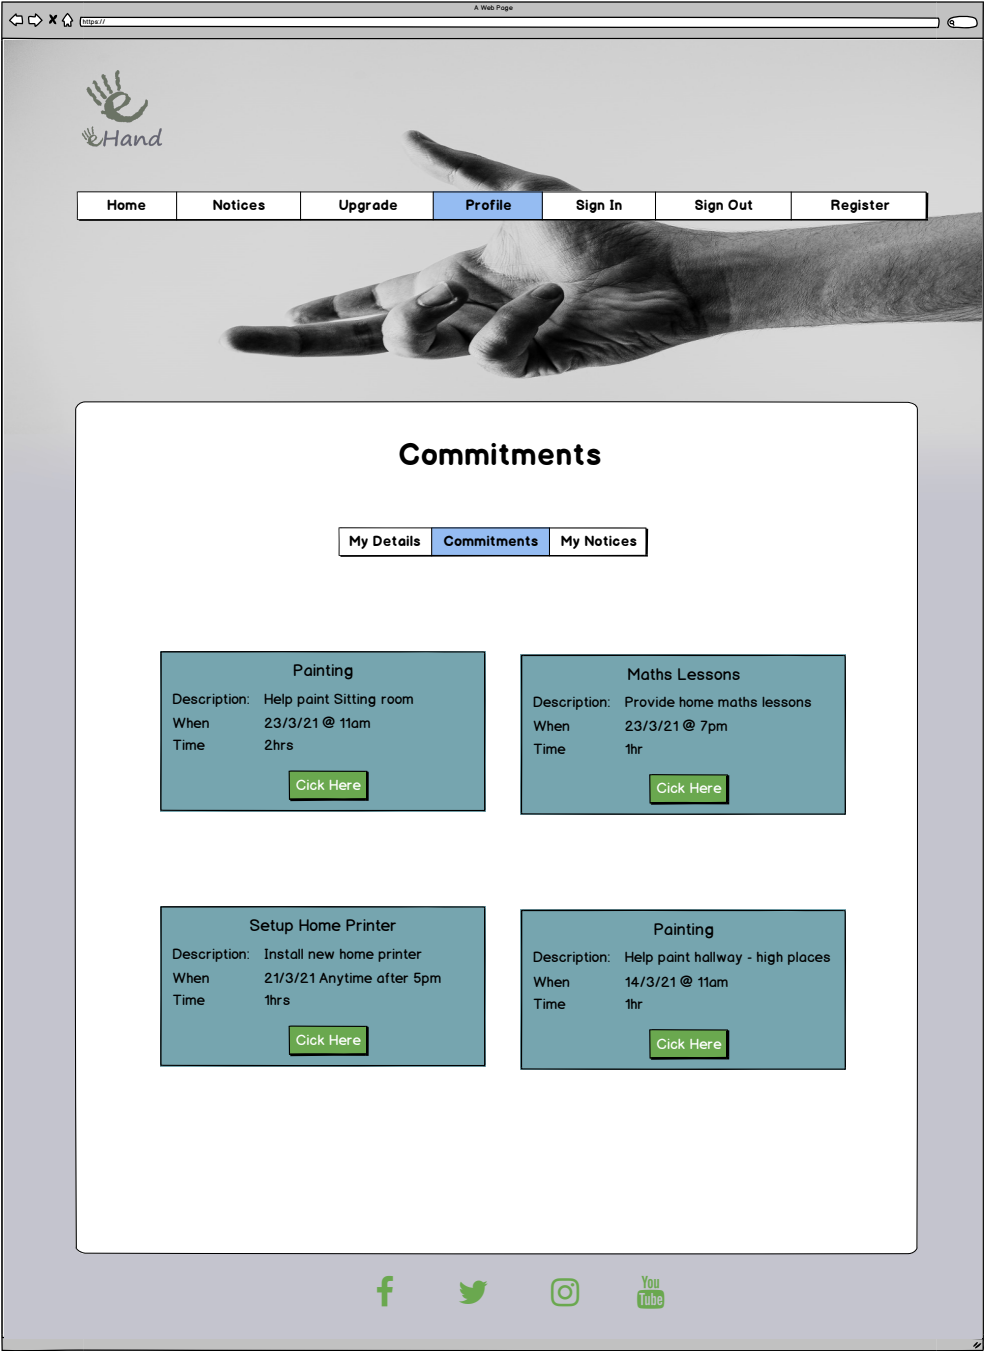 A Web Page
https://
eHand
Home Notices Upgrade Profile Sign In Sign Out Register
Commitments
My Details Commitments My Notices
Painting
Description: Help paint Sitting room
When 23/3/21 @ 11am
Time 2hrs
Cick Here
Maths Lessons
Description: Provide home maths lessons
When 23/3/21 @ 7pm
Time 1hr
Cick Here
Setup Home Printer
Description: Install new home printer
When 21/3/21 Anytime after 5pm
Time 1hrs
Cick Here
Painting
Description: Help paint hallway - high places
When 14/3/21 @ 11am
Time 1hr
Cick Here
You
Tube